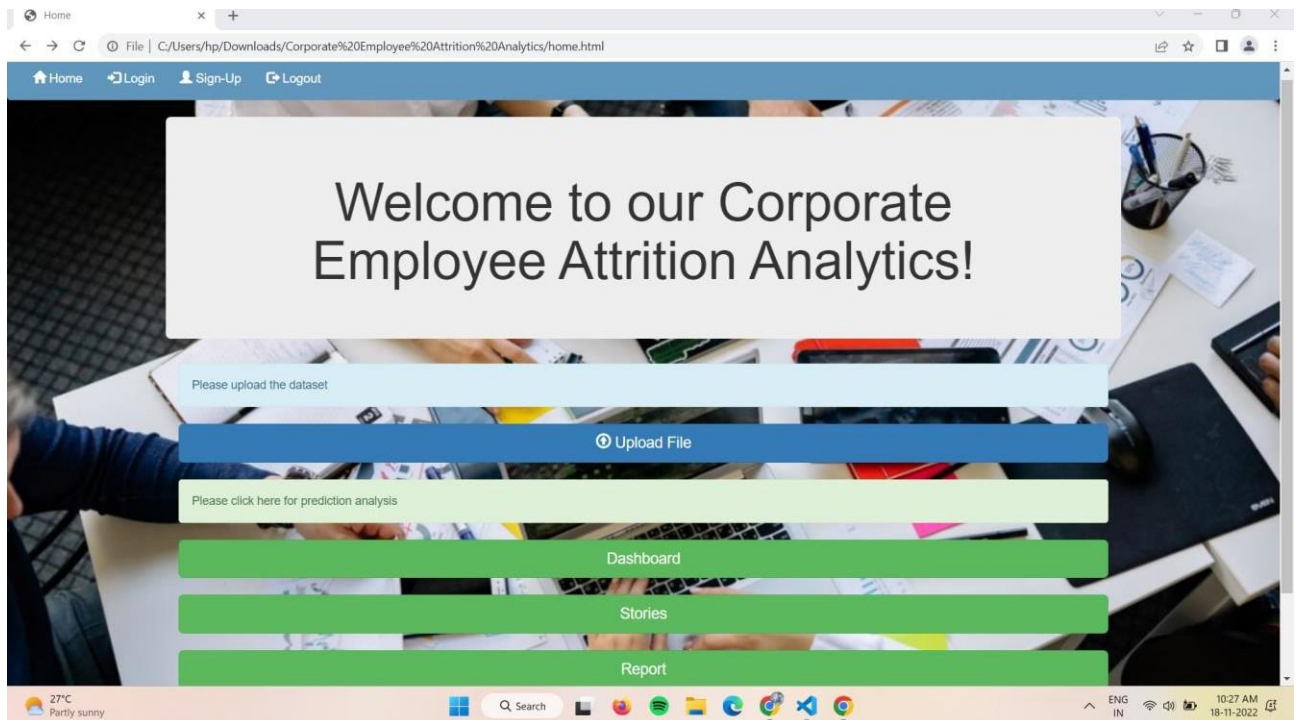 Home
File | C:/Users/hp/Downloads/Corporate%20Employee%20Attrition%20Analytics/home.html
Home Login Sign-Up Logout
Welcome to our Corporate
Employee Attrition Analytics!
Please upload the dataset
Upload File
Please click here for prediction analysis
Dashboard
Stories
Report
27°C
Partly sunny
Search
ENG
IN
10:27 AM
18-11-2022